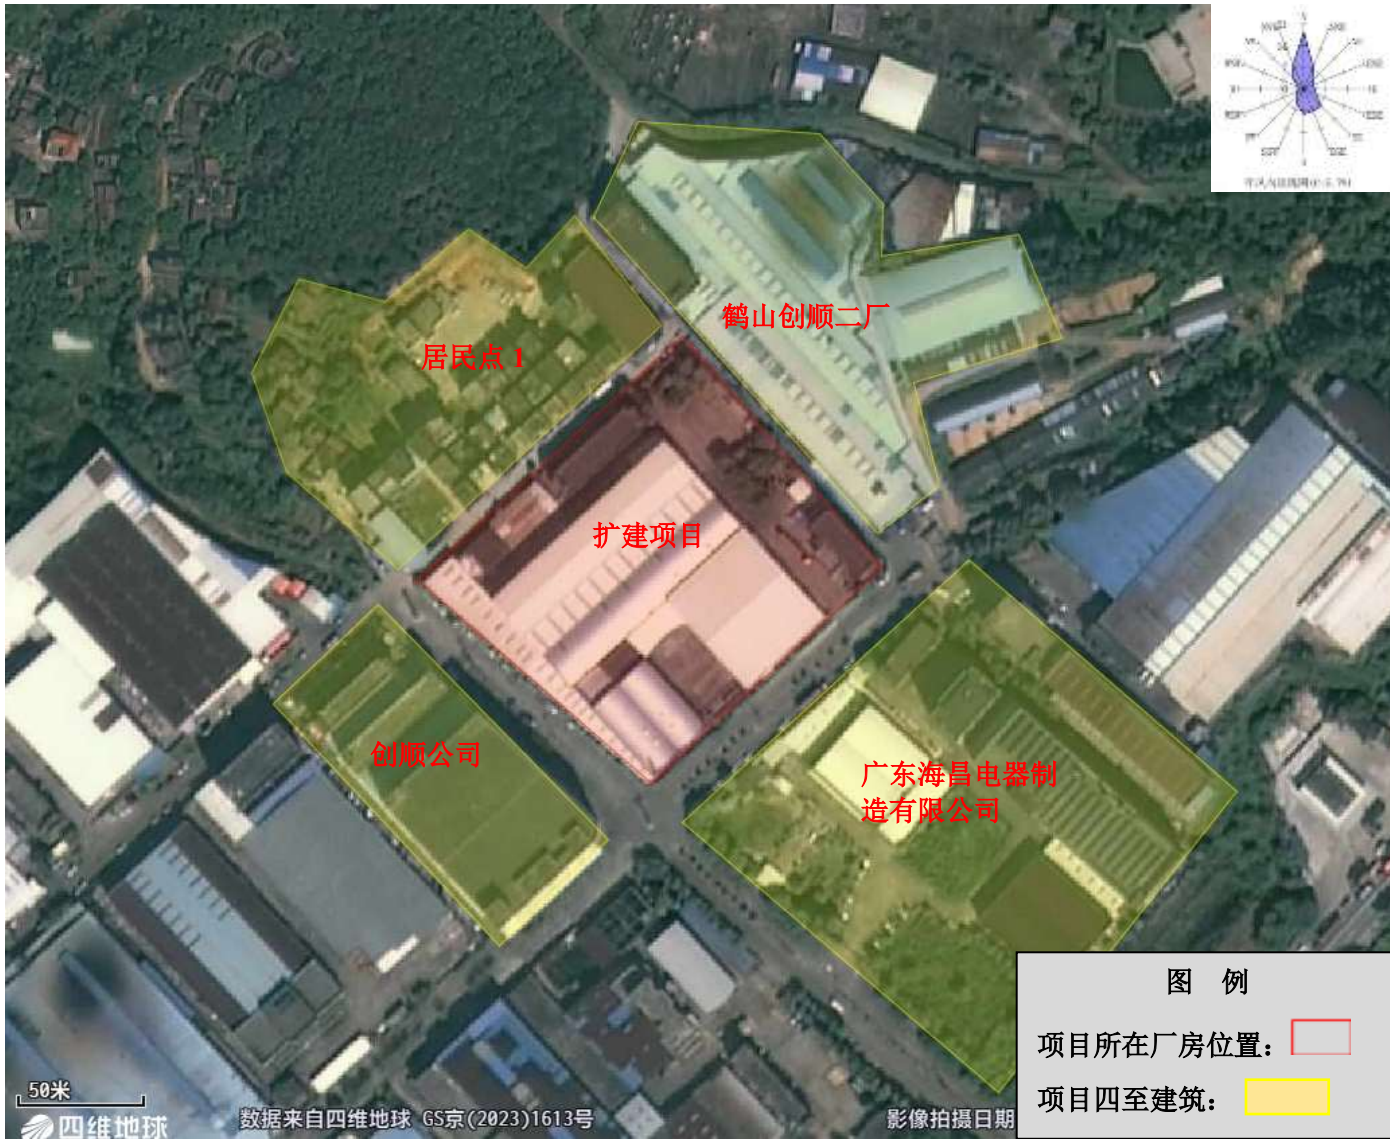 鹤山创顺二厂
居民点 1
扩建项目
创顺公司
广东海昌电器制
造有限公司
图 例
项目所在厂房位置：
项目四至建筑：
50米
四维地球
数据来自四维地球 GS京(2023)1613号
影像拍摄日期